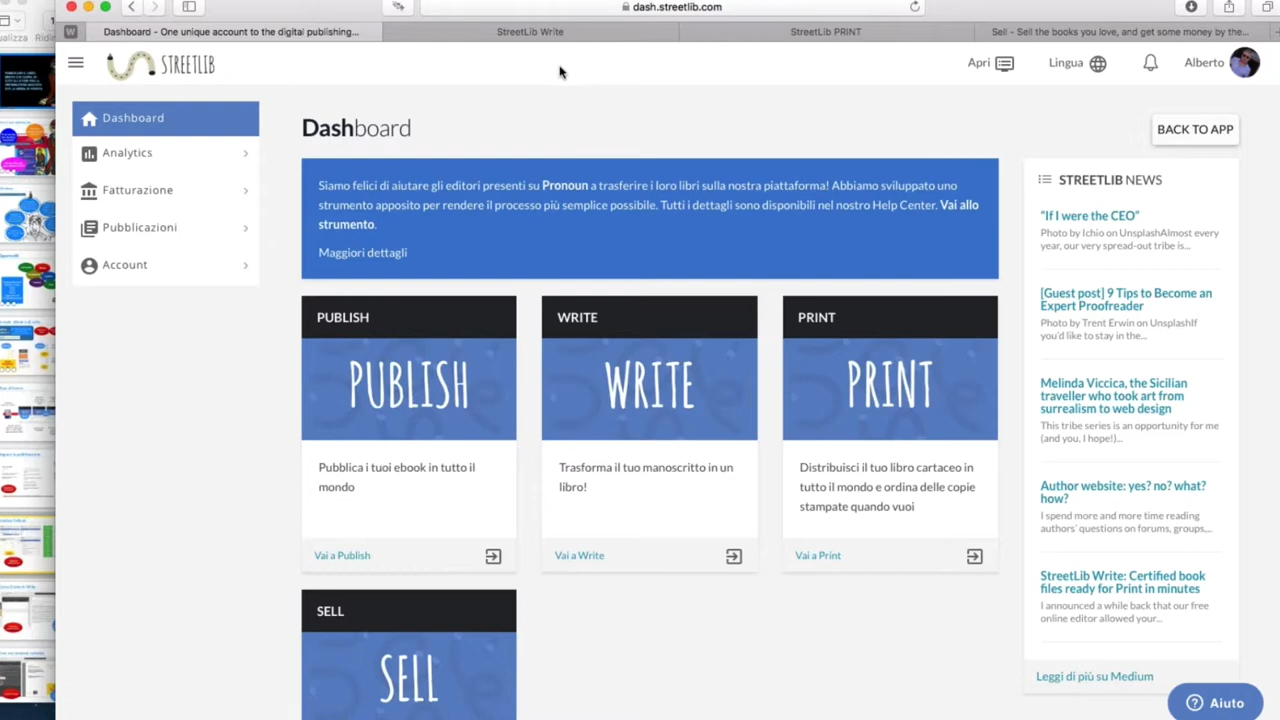 dash.streetlib.com
Dashboard - One unique account to the digital publishing...
StreetLib Write
StreetLib PRINT
Sell - Sell the books you love, and get some money by the...
W
STREETLIB
Apri
Lingua
Alberto
Dashboard
Analytics
Fatturazione
Pubblicazioni
Account
Dashboard
BACK TO APP
Siamo felici di aiutare gli editori presenti su Pronoun a trasferire i loro libri sulla nostra piattaforma! Abbiamo sviluppato uno
strumento apposito per rendere il processo più semplice possibile. Tutti i dettagli sono disponibili nel nostro Help Center. Vai allo
strumento.
Maggiori dettagli
PUBLISH
PUBLISH
Pubblica i tuoi ebook in tutto il
mondo
Vai a Publish
WRITE
WRITE
Trasforma il tuo manoscritto in un
libro!
Vai a Write
PRINT
PRINT
Distribuisci il tuo libro cartaceo in
tutto il mondo e ordina delle copie
stampate quando vuoi
Vai a Print
SELL
SELL
STREETLIB NEWS
“If I were the CEO”
Photo by Ichio on UnsplashAlmost every
year, our very spread-out tribe is...
[Guest post] 9 Tips to Become an
Expert Proofreader
Photo by Trent Erwin on UnsplashIf
you’d like to stay in the...
Melinda Viccica, the Sicilian
traveller who took art from
surrealism to web design
This tribe series is an opportunity for me
(and you, I hope!)...
Author website: yes? no? what?
how?
I spend more and more time reading
authors’ questions on forums, groups,...
StreetLib Write: Certified book
files ready for Print in minutes
I announced a while back that our free
online editor allowed your...
Leggi di più su Medium
Aiuto